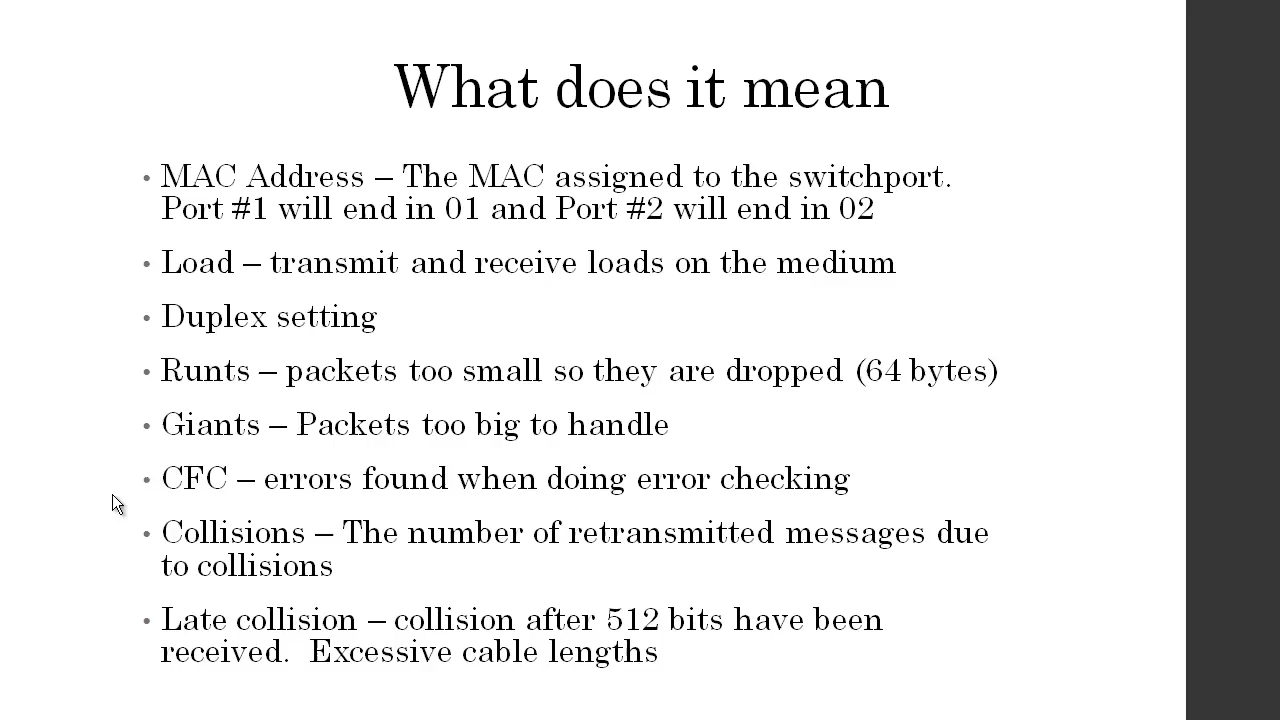 What does it mean
• MAC Address – The MAC assigned to the switchport.
Port #1 will end in 01 and Port #2 will end in 02
• Load – transmit and receive loads on the medium
• Duplex setting
• Runts – packets too small so they are dropped (64 bytes)
• Giants – Packets too big to handle
• CFC – errors found when doing error checking
• Collisions – The number of retransmitted messages due
to collisions
• Late collision – collision after 512 bits have been
received.  Excessive cable lengths